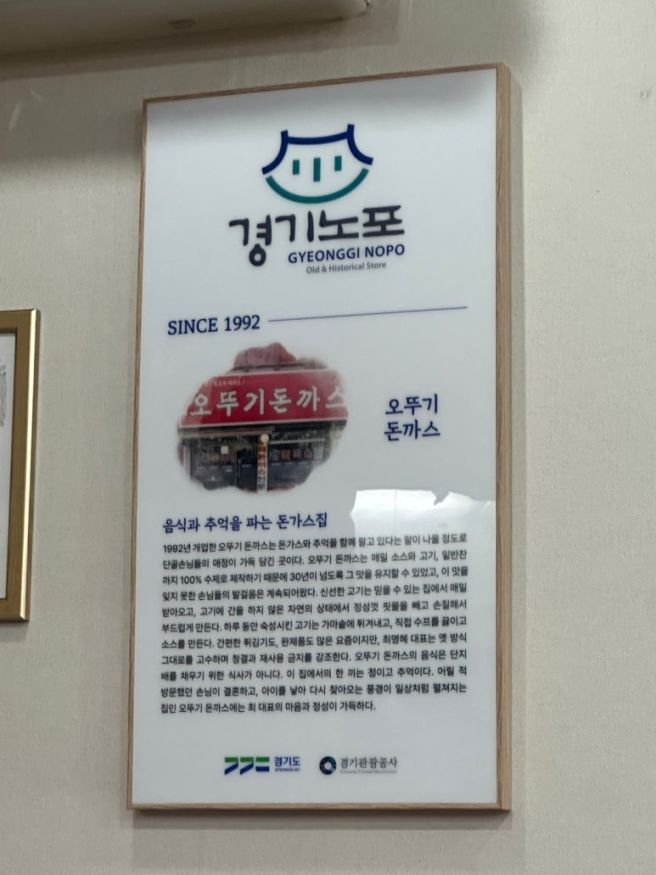 경기노포
GYEONGGI NOPO
Old & Historical Store
SINCE 1992
오뚜기돈까스
오뚜기
돈까스
음식과 추억을 파는 돈가스집
1992년 개업한 오뚜기 돈까스는 돈가스와 추억을 함께 팔고 있다는 말이 나올 정도로
단골손님들의 애정이 가득 담긴 곳이다. 오뚜기 돈까스는 매일 소스와 고기, 밑반찬
까지 100% 수제로 제작하기 때문에 30년이 넘도록 그 맛을 유지할 수 있었고, 이 맛을
잊지 못한 손님들의 발걸음은 계속되어왔다. 신선한 고기는 믿을 수 있는 집에서 매일
받아오고, 고기에 간을 하지 않은 자연의 상태에서 정성껏 핏물을 빼고 손질해서
부드럽게 만든다. 하루 동안 숙성시킨 고기는 가마솥에 튀겨내고, 직접 수프를 끓이고
소스를 만든다. 간편한 튀김기도, 완제품도 많은 요즘이지만, 최명혜 대표는 옛 방식
그대로를 고수하며 청결과 재사용 금지를 강조한다. 오뚜기 돈까스의 음식은 단지
배를 채우기 위한 식사가 아니다. 이 집에서의 한 끼는 정이고 추억이다. 어릴 적
방문했던 손님이 결혼하고, 아이를 낳아 다시 찾아오는 풍경이 일상처럼 펼쳐지는
집인 오뚜기 돈까스에는 최 대표의 마음과 정성이 가득하다.
경기도
경기관광공사